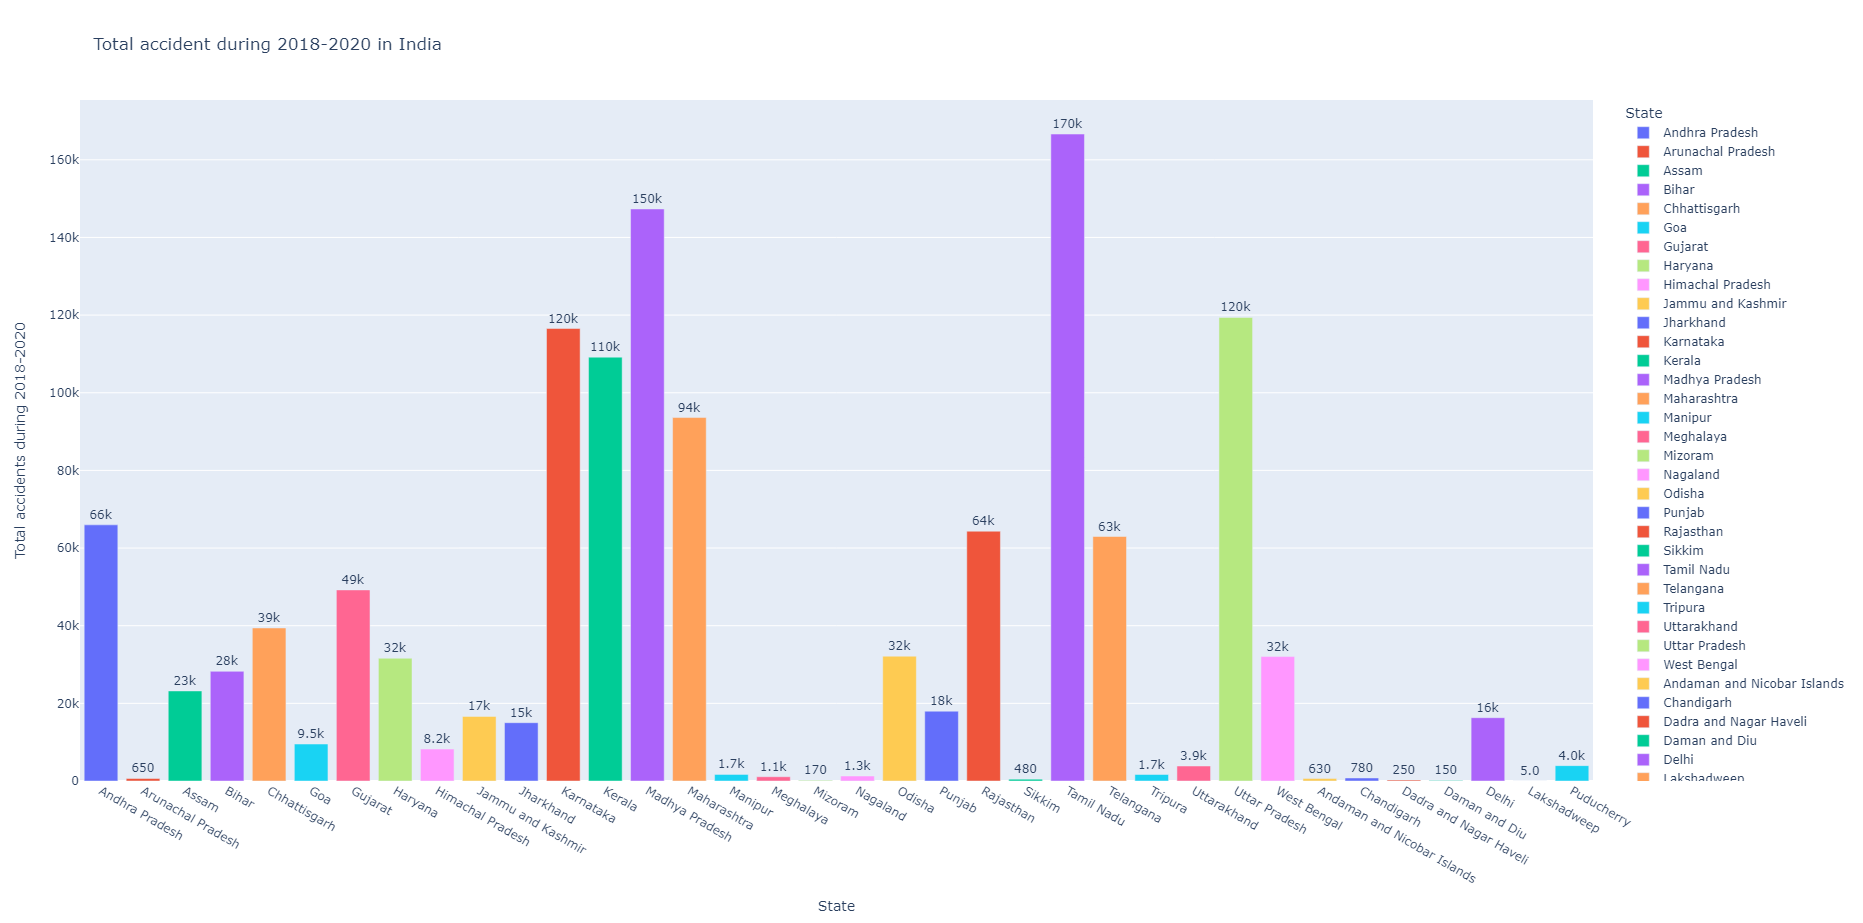 Total accident during 2018-2020 in India
Total accidents during 2018-2020
160k
140k
120k
100k
80k
60k
40k
20k
0
66k
650
23k
28k
39k
9.5k
49k
32k
8.2k
17k
15k
120k
110k
150k
94k
1.7k
1.1k
170
1.3k
32k
18k
64k
480
170k
63k
1.7k
3.9k
120k
32k
630
780
250
150
16k
5.0
4.0k
Andhra Pradesh
Arunachal Pradesh
Assam
Bihar
Chhattisgarh
Goa
Gujarat
Haryana
Himachal Pradesh
Jammu and Kashmir
Jharkhand
Karnataka
Kerala
Madhya Pradesh
Maharashtra
Manipur
Meghalaya
Mizoram
Nagaland
Odisha
Punjab
Rajasthan
Sikkim
Tamil Nadu
Telangana
Tripura
Uttarakhand
Uttar Pradesh
West Bengal
Andaman and Nicobar Islands
Chandigarh
Dadra and Nagar Haveli
Daman and Diu
Delhi
Lakshadweep
Puducherry
State
State
Andhra Pradesh
Arunachal Pradesh
Assam
Bihar
Chhattisgarh
Goa
Gujarat
Haryana
Himachal Pradesh
Jammu and Kashmir
Jharkhand
Karnataka
Kerala
Madhya Pradesh
Maharashtra
Manipur
Meghalaya
Mizoram
Nagaland
Odisha
Punjab
Rajasthan
Sikkim
Tamil Nadu
Telangana
Tripura
Uttarakhand
Uttar Pradesh
West Bengal
Andaman and Nicobar Islands
Chandigarh
Dadra and Nagar Haveli
Daman and Diu
Delhi
Lakshadweep